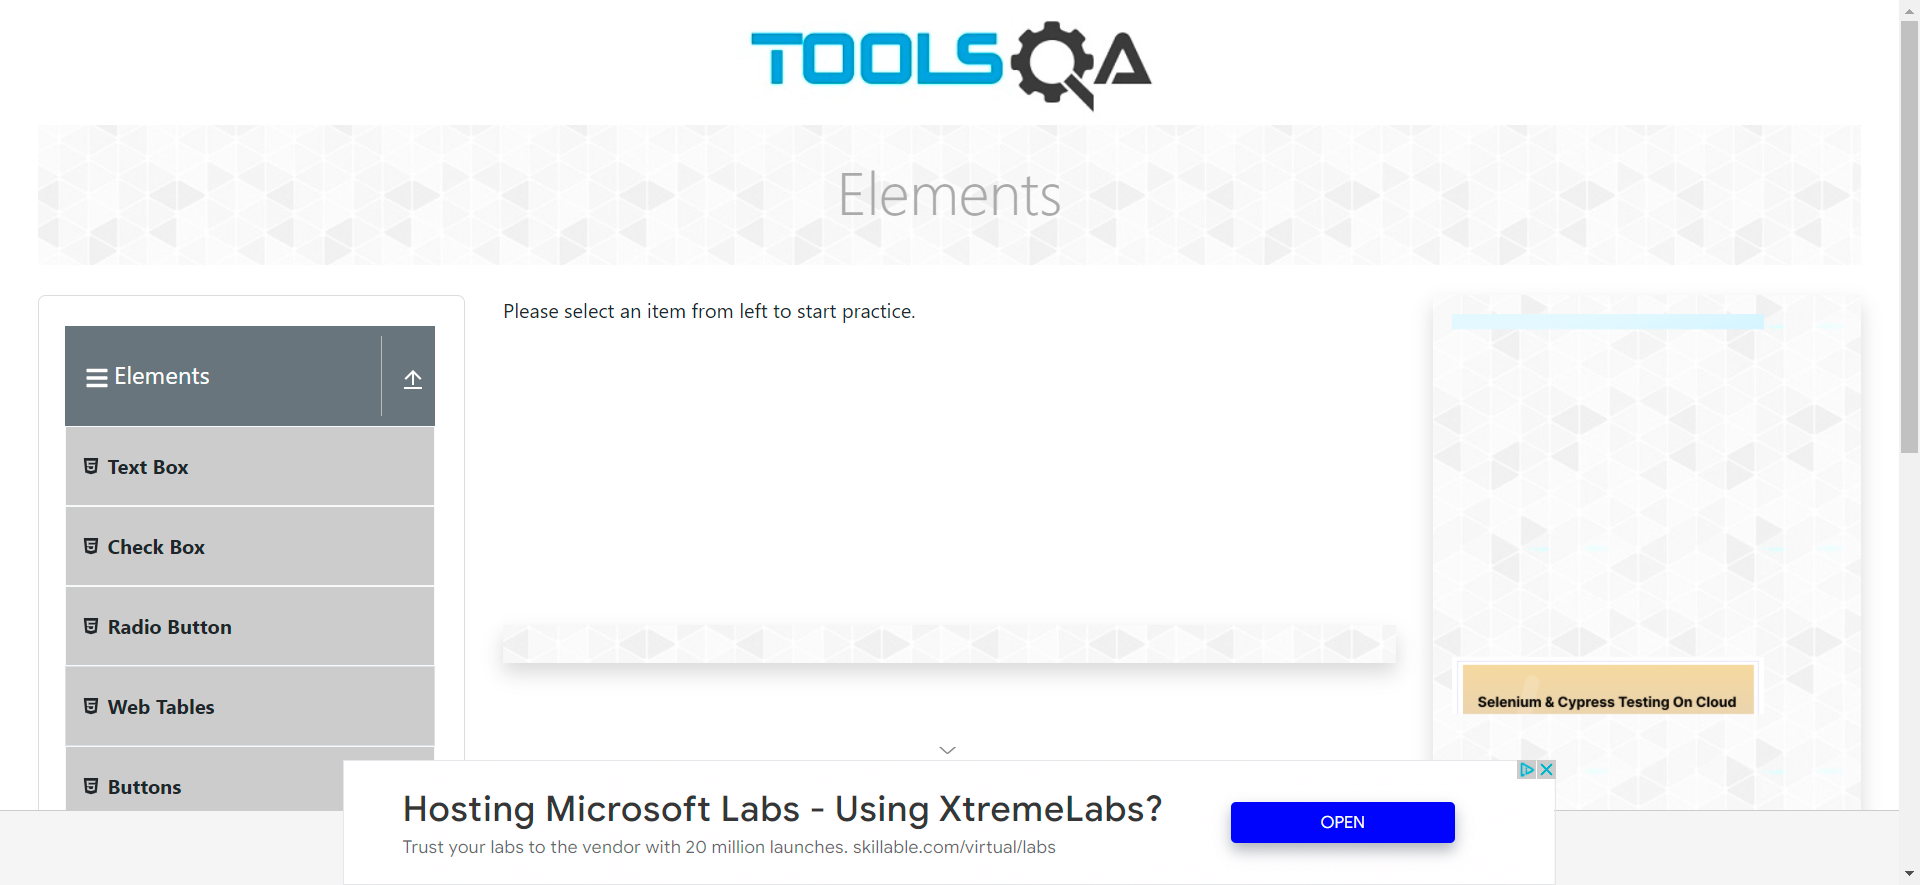 TOOLSQA
Elements
Elements
Text Box
Check Box
Radio Button
Web Tables
Buttons
Please select an item from left to start practice.
Selenium & Cypress Testing On Cloud
Hosting Microsoft Labs - Using XtremeLabs?
Trust your labs to the vendor with 20 million launches. skillable.com/virtual/labs
OPEN